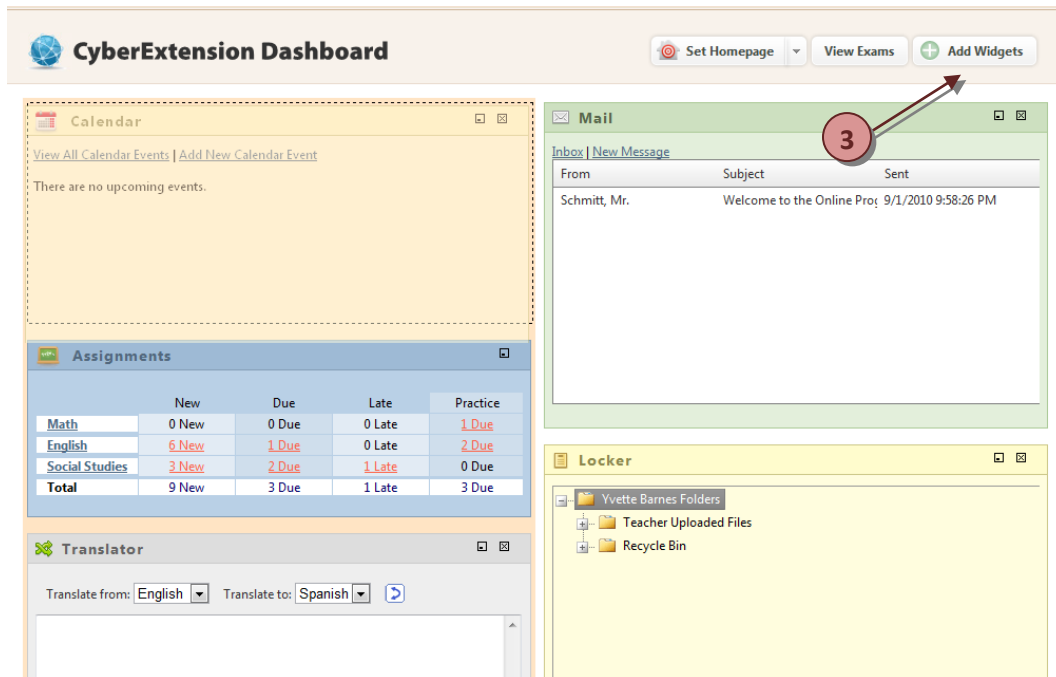 CyberExtension Dashboard
Set Homepage View Exams Add Widgets
3
Calendar
View All Calendar Events | Add New Calendar Event
There are no upcoming events.
Assignments
New Due Late Practice
Math 0 New 0 Due 0 Late 1 Due
English 6 New 1 Due 0 Late 2 Due
Social Studies 3 New 2 Due 1 Late 0 Due
Total 9 New 3 Due 1 Late 3 Due
Translator
Translate from: English Translate to: Spanish
Mail
Inbox | New Message
From Subject Sent
Schmitt, Mr. Welcome to the Online Prog 9/1/2010 9:58:26 PM
Locker
Yvette Barnes Folders
Teacher Uploaded Files
Recycle Bin